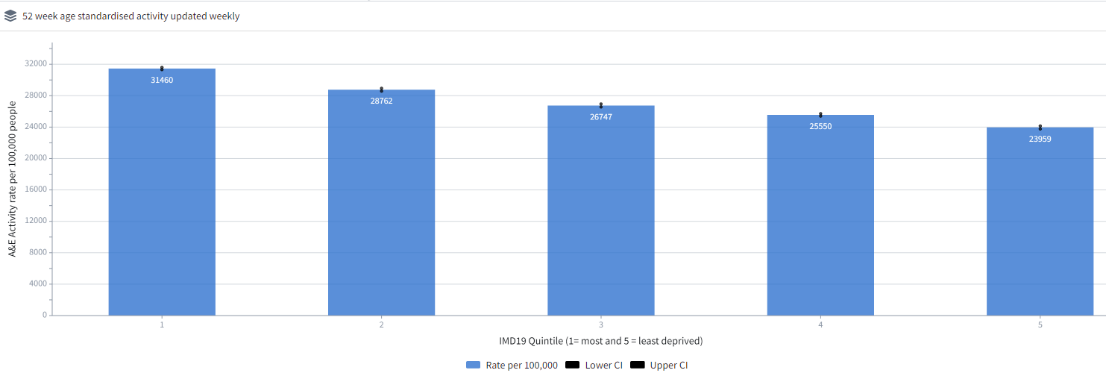 52 week age standardised activity updated weekly
A&E Activity rate per 100,000 people
32000
28000
24000
20000
16000
12000
8000
4000
0
31460
28762
26747
25550
23959
1 2 3 4 5
IMD19 Quintile (1= most and 5 = least deprived)
Rate per 100,000 Lower CI Upper CI